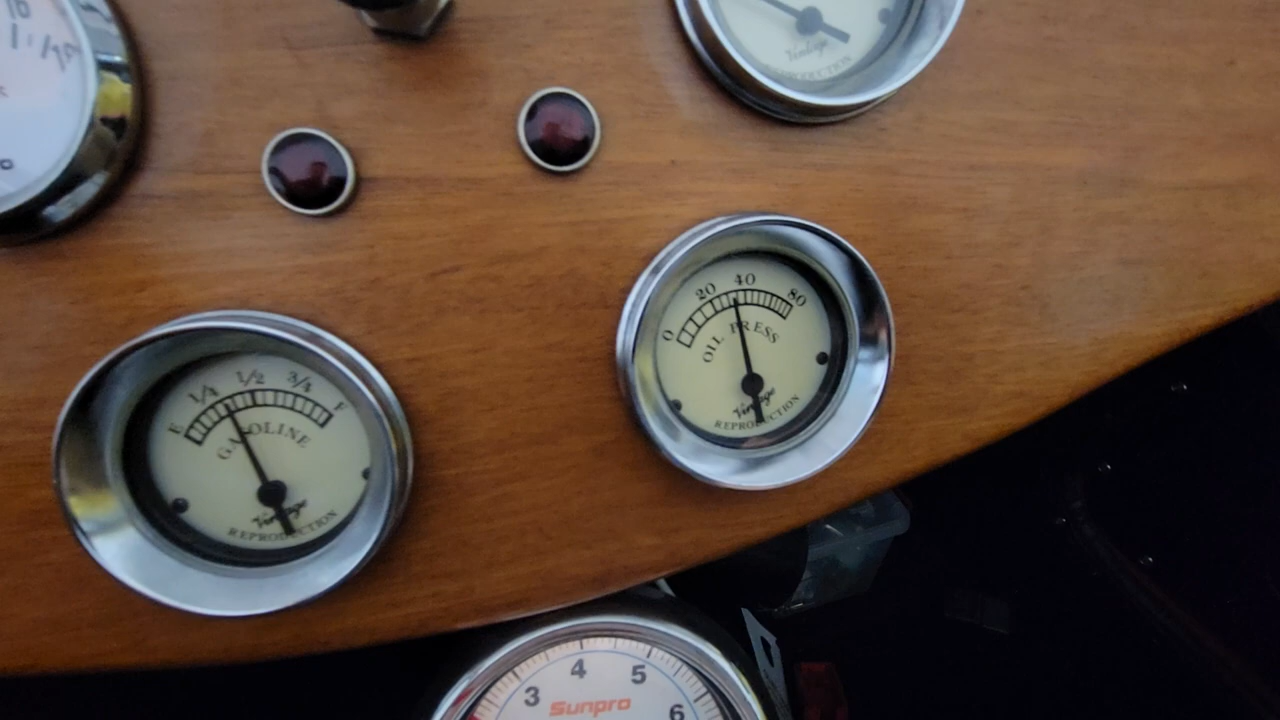 Vintage
0 20 40 80
OIL PRESS
Vintage
REPRODUCTION
E 1/4 1/2 3/4 F
GASOLINE
Vintage
REPRODUCTION
3 4 5 6
Sunpro